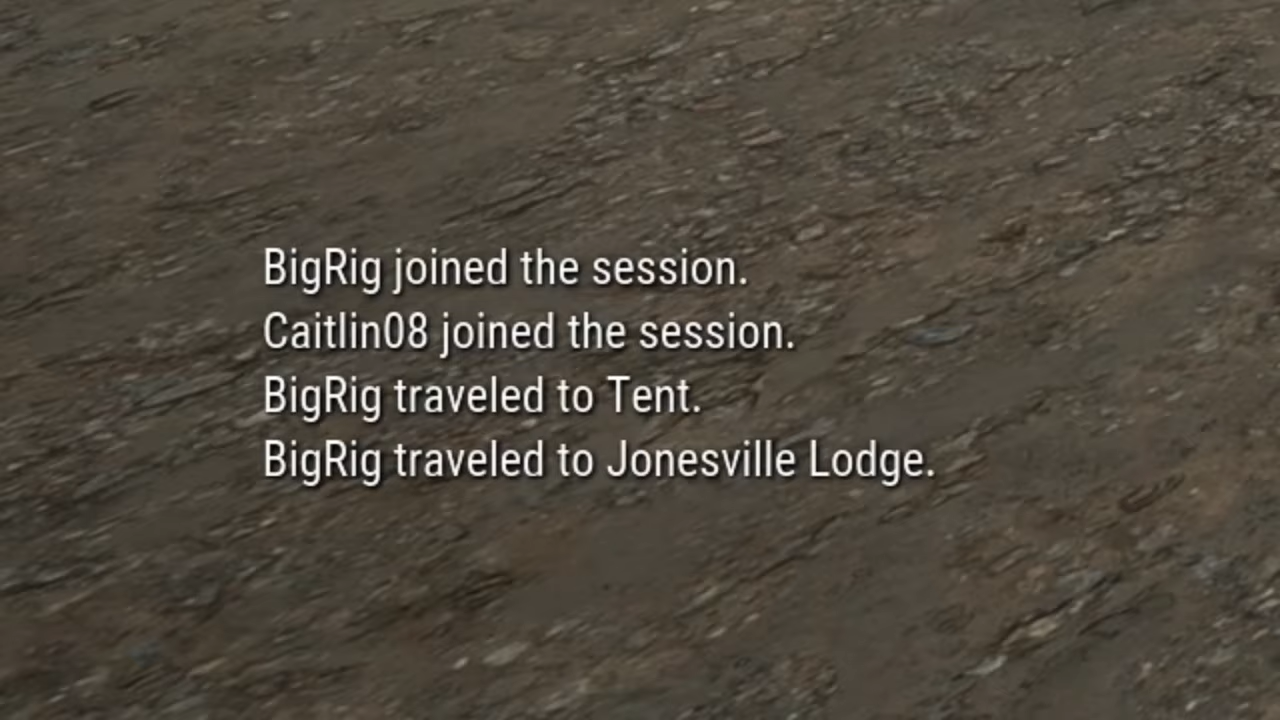 BigRig joined the session.
Caitlin08 joined the session.
BigRig traveled to Tent.
BigRig traveled to Jonesville Lodge.